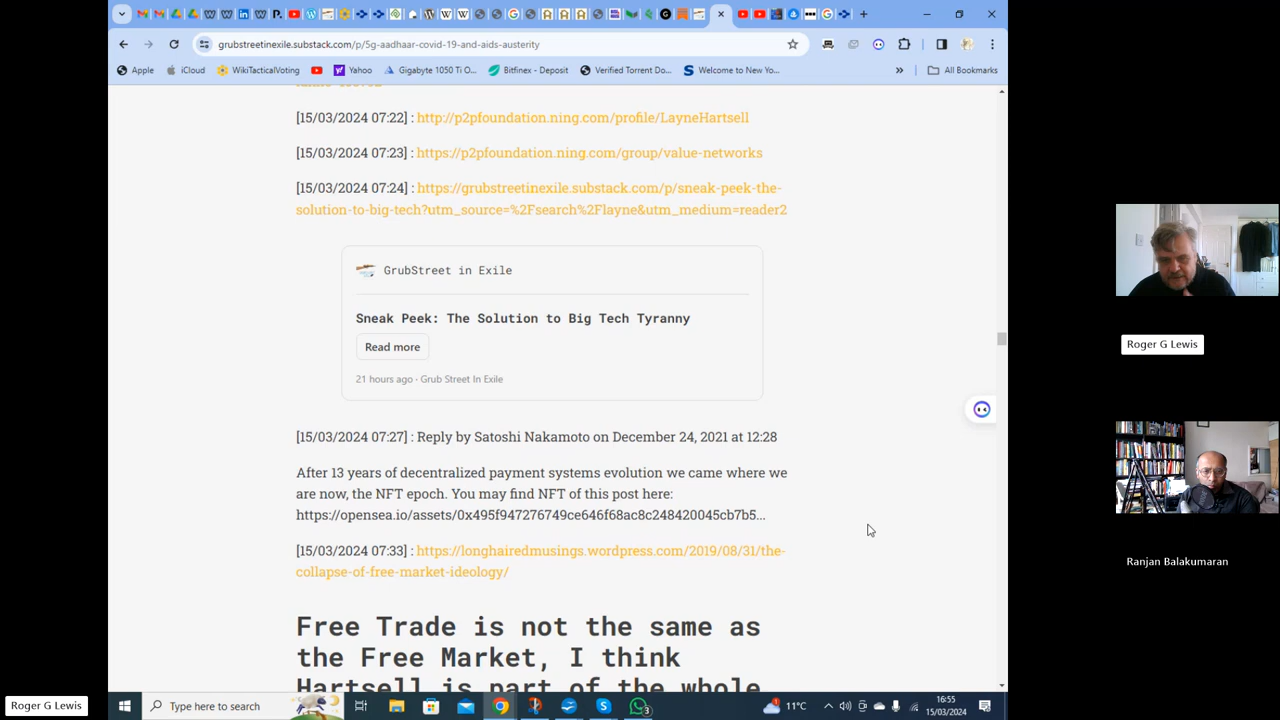 grubstreetinexile.substack.com/p/5g-aadhaar-covid-19-and-aids-austerity
Apple
iCloud
WikiTacticalVoting
Yahoo
Gigabyte 1050 Ti O...
Bitfinex - Deposit
Verified Torrent Do...
Welcome to New Yo...
»
All Bookmarks
[15/03/2024 07:22] : http://p2pfoundation.ning.com/profile/LayneHartsell
[15/03/2024 07:23] : https://p2pfoundation.ning.com/group/value-networks
[15/03/2024 07:24] : https://grubstreetinexile.substack.com/p/sneak-peek-the-
solution-to-big-tech?utm_source=%2Fsearch%2Flayne&utm_medium=reader2
GrubStreet in Exile
Sneak Peek: The Solution to Big Tech Tyranny
Read more
21 hours ago · Grub Street In Exile
[15/03/2024 07:27] : Reply by Satoshi Nakamoto on December 24, 2021 at 12:28
After 13 years of decentralized payment systems evolution we came where we
are now, the NFT epoch. You may find NFT of this post here:
https://opensea.io/assets/0x495f947276749ce646f68ac8c248420045cb7b5...
[15/03/2024 07:33] : https://longhairedmusings.wordpress.com/2019/08/31/the-
collapse-of-free-market-ideology/
Free Trade is not the same as
the Free Market, I think
Hartsell is part of the whole
Roger G Lewis
Ranjan Balakumaran
Roger G Lewis
Type here to search
3
11°C
16:55
15/03/2024